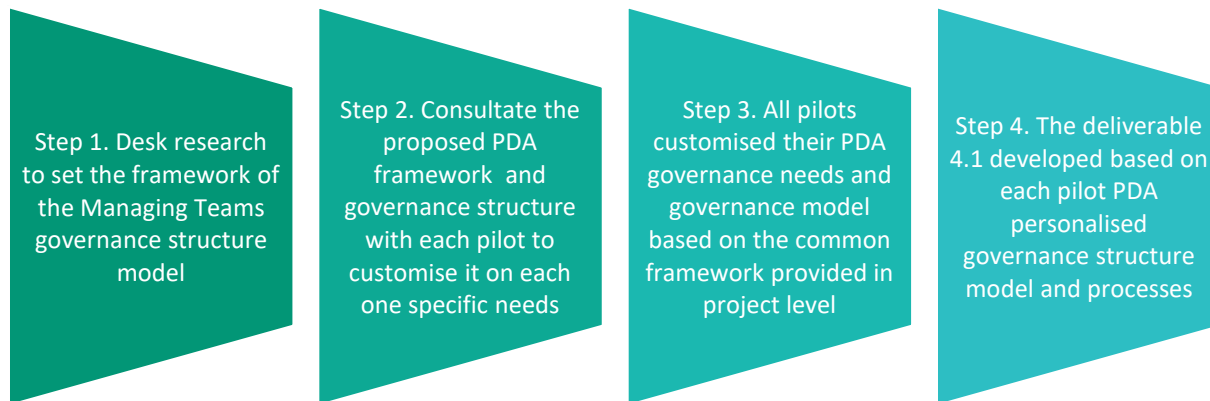 Step 1. Desk research
to set the framework of
the Managing Teams
governance structure
model
Step 2. Consultate the
proposed PDA
framework and
governance structure
with each pilot to
customise it on each
one specific needs
Step 3. All pilots
customised their PDA
governance needs and
governance model
based on the common
framework provided in
project level
Step 4. The deliverable
4.1 developed based on
each pilot PDA
personalised
governance structure
model and processes